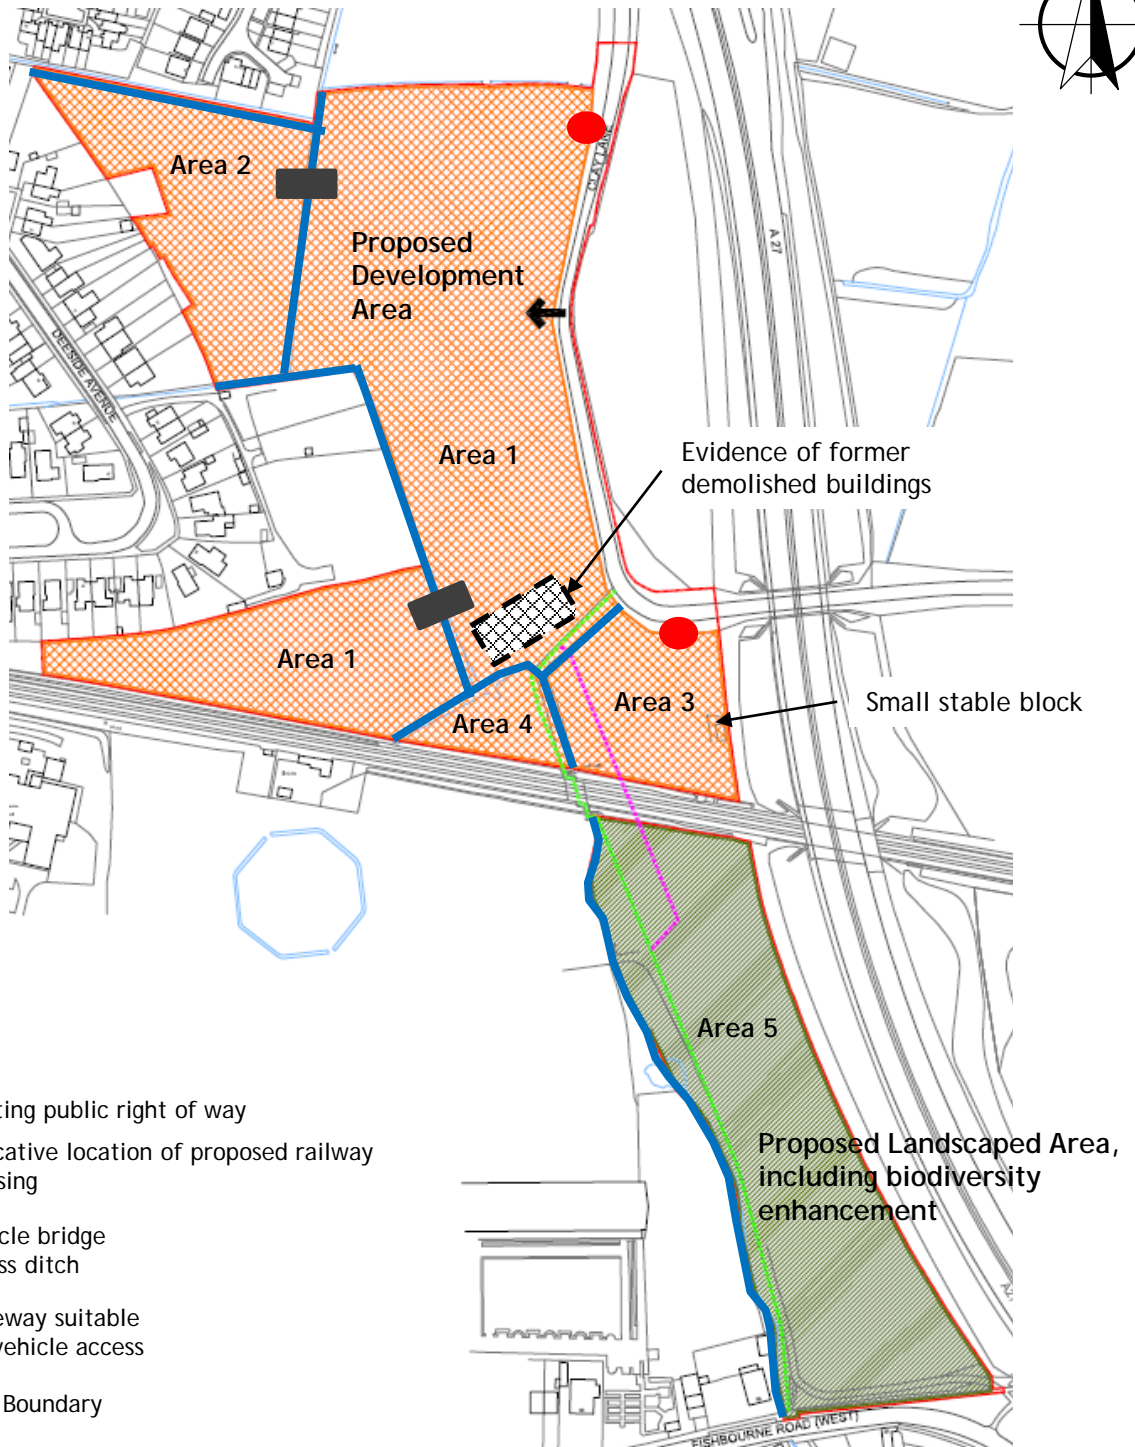 Area 2
CLAY LANE
A 27
Proposed
Development
Area
DEESIDE AVENUE
Area 1
Evidence of former
demolished buildings
Area 1
Area 3
Small stable block
Area 4
Area 5
ting public right of way
cative location of proposed railway
sing
Proposed Landscaped Area,
including biodiversity
enhancement
cle bridge
ss ditch
eway suitable
vehicle access
Boundary
FISHBOURNE ROAD (WEST)